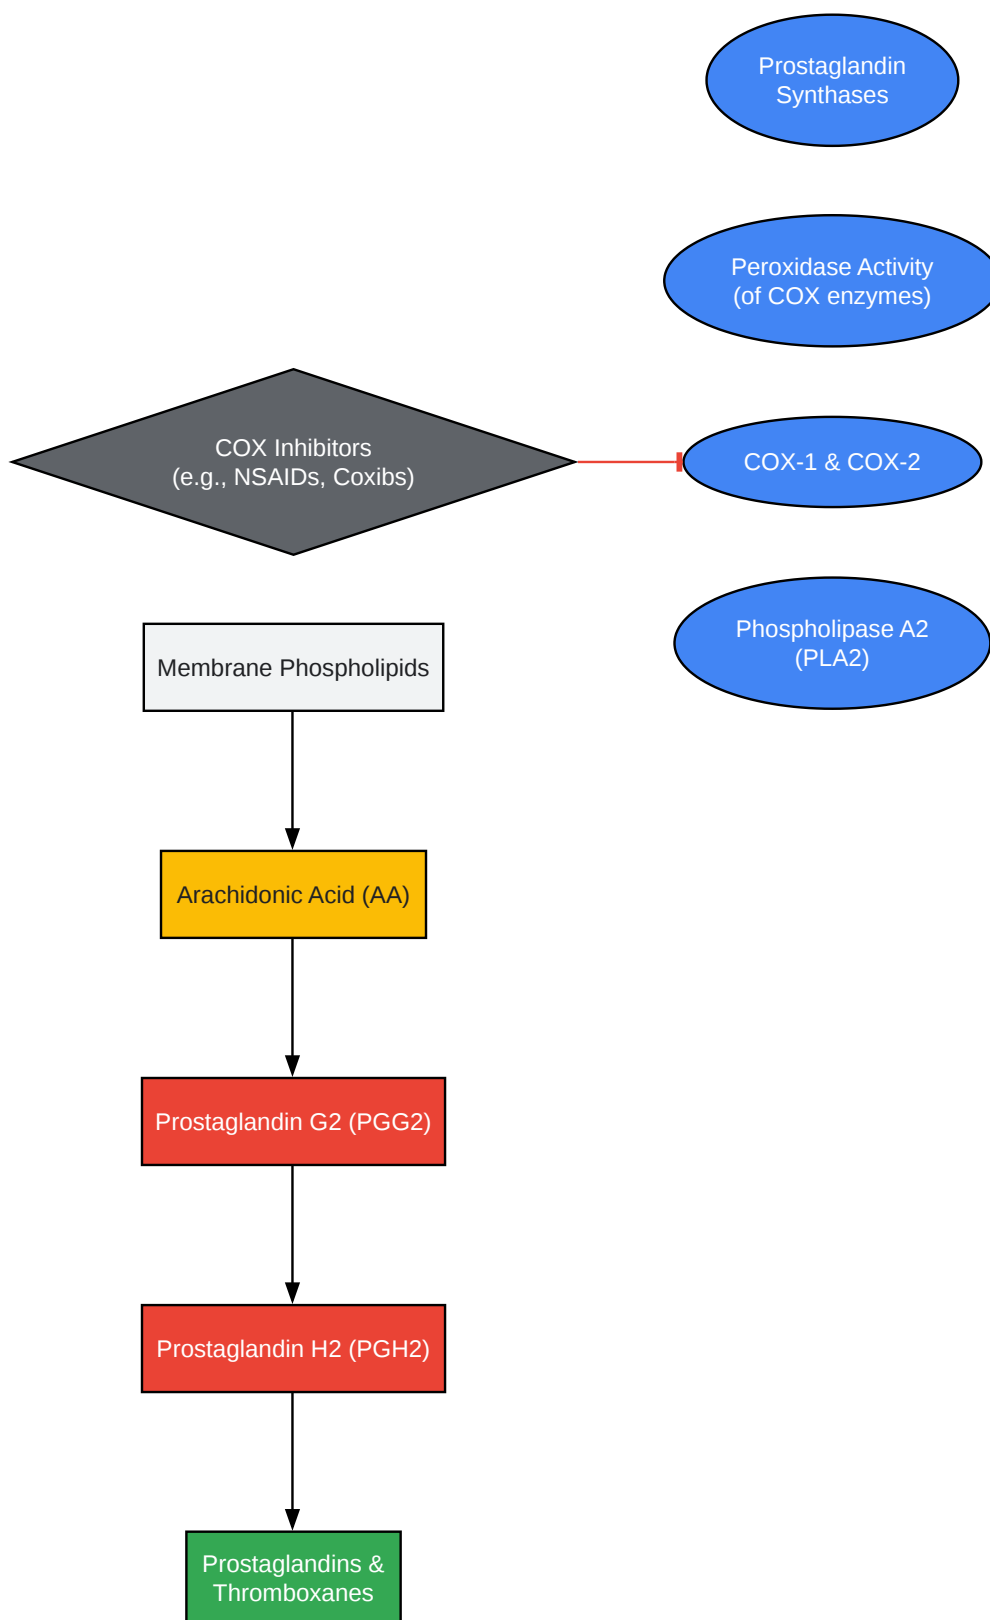 Prostaglandin
Synthases
Peroxidase Activity
(of COX enzymes)
COX Inhibitors
(e.g., NSAIDs, Coxibs)
COX-1 & COX-2
Phospholipase A2
(PLA2)
Membrane Phospholipids
Arachidonic Acid (AA)
Prostaglandin G2 (PGG2)
Prostaglandin H2 (PGH2)
Prostaglandins &
Thromboxanes